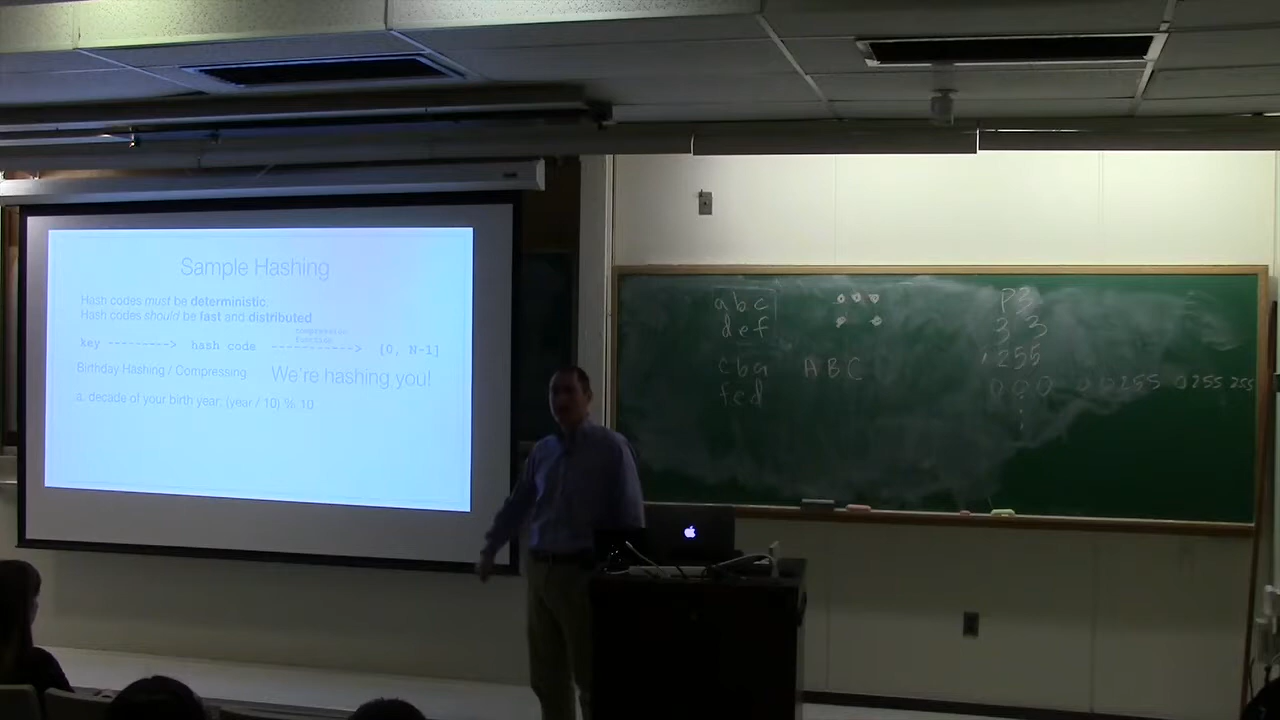 Sample Hashing
Hash codes must be deterministic.
Hash codes should be fast and distributed
compression
function
key --------> hash code -----------> [0, N-1]
Birthday Hashing / Compressing We're hashing you!
a. decade of your birth year: (year / 10) % 10
abc
def
cba
fed
ABC
P3
3 3
255
0 0 0 0 0 255 0 255 255